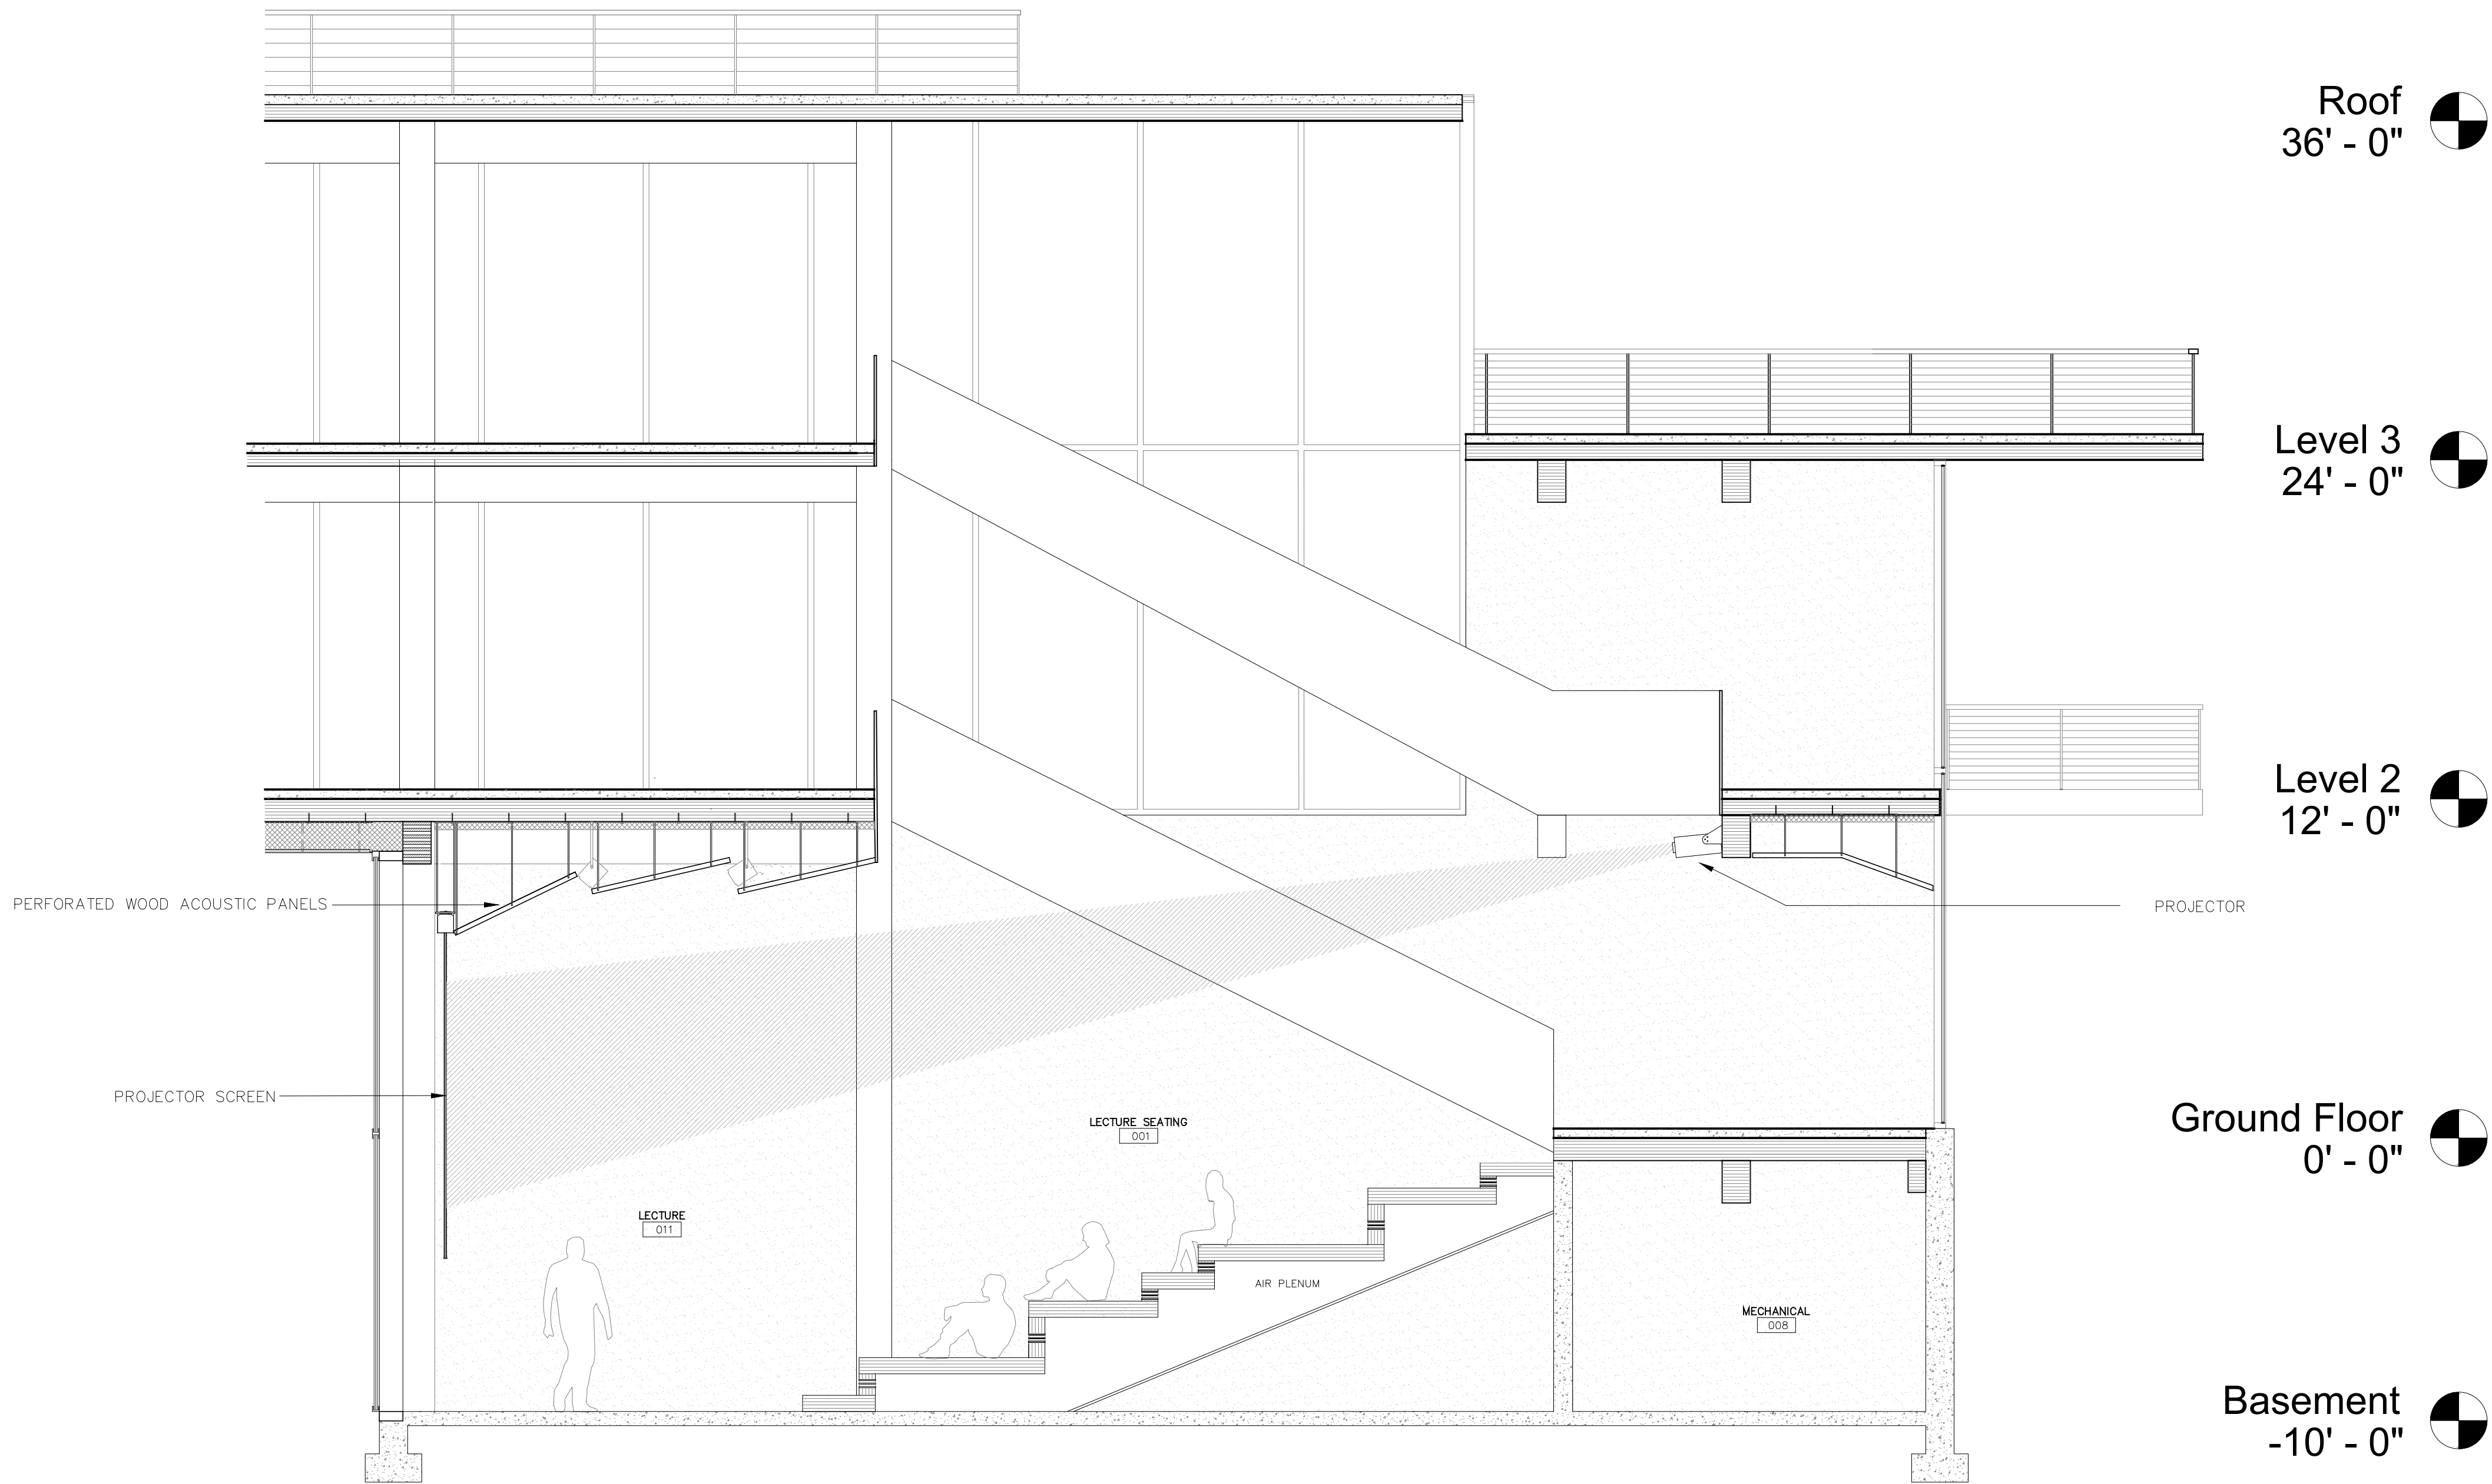 Roof
36' - 0"
Level 3
24' - 0"
Level 2
12' - 0"
PERFORATED WOOD ACOUSTIC PANELS
PROJECTOR
PROJECTOR SCREEN
LECTURE SEATING
001
Ground Floor
0' - 0"
LECTURE
011
AIR PLENUM
MECHANICAL
008
Basement
-10' - 0"